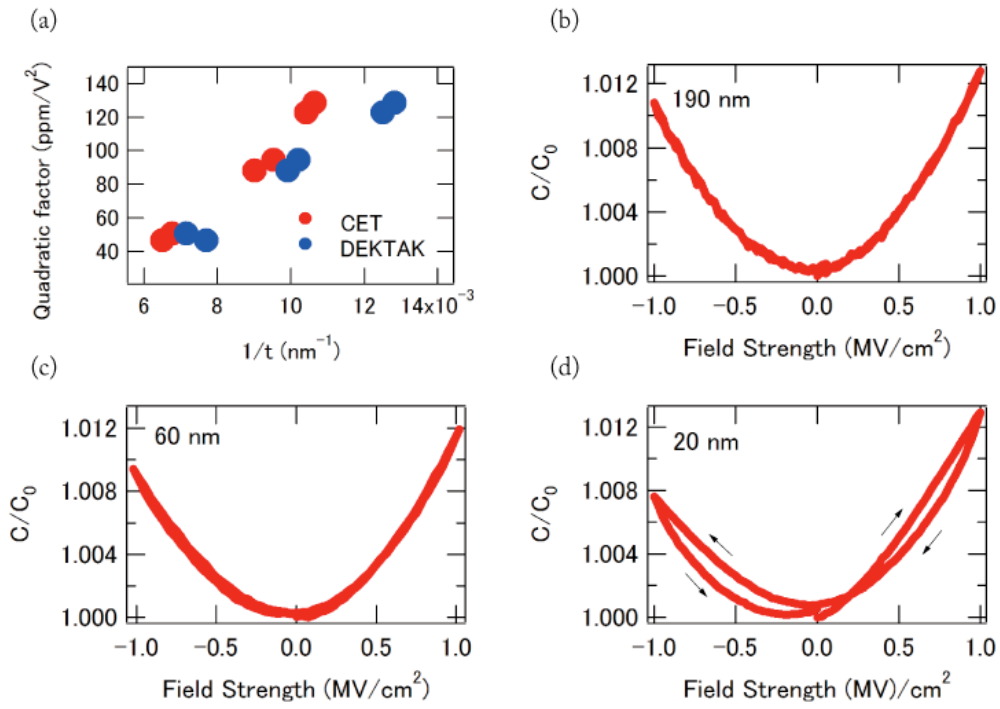 (a)
Quadratic factor (ppm/V²)
140
120
100
80
60
40
CET
DEKTAK
6 8 10 12 14x10⁻³
1/t (nm⁻¹)
(b)
190 nm
C/C₀
1.012
1.008
1.004
1.000
-1.0 -0.5 0.0 0.5 1.0
Field Strength (MV/cm²)
(c)
60 nm
C/C₀
1.012
1.008
1.004
1.000
-1.0 -0.5 0.0 0.5 1.0
Field Strength (MV/cm²)
(d)
20 nm
C/C₀
1.012
1.008
1.004
1.000
-1.0 -0.5 0.0 0.5 1.0
Field Strength (MV)/cm²